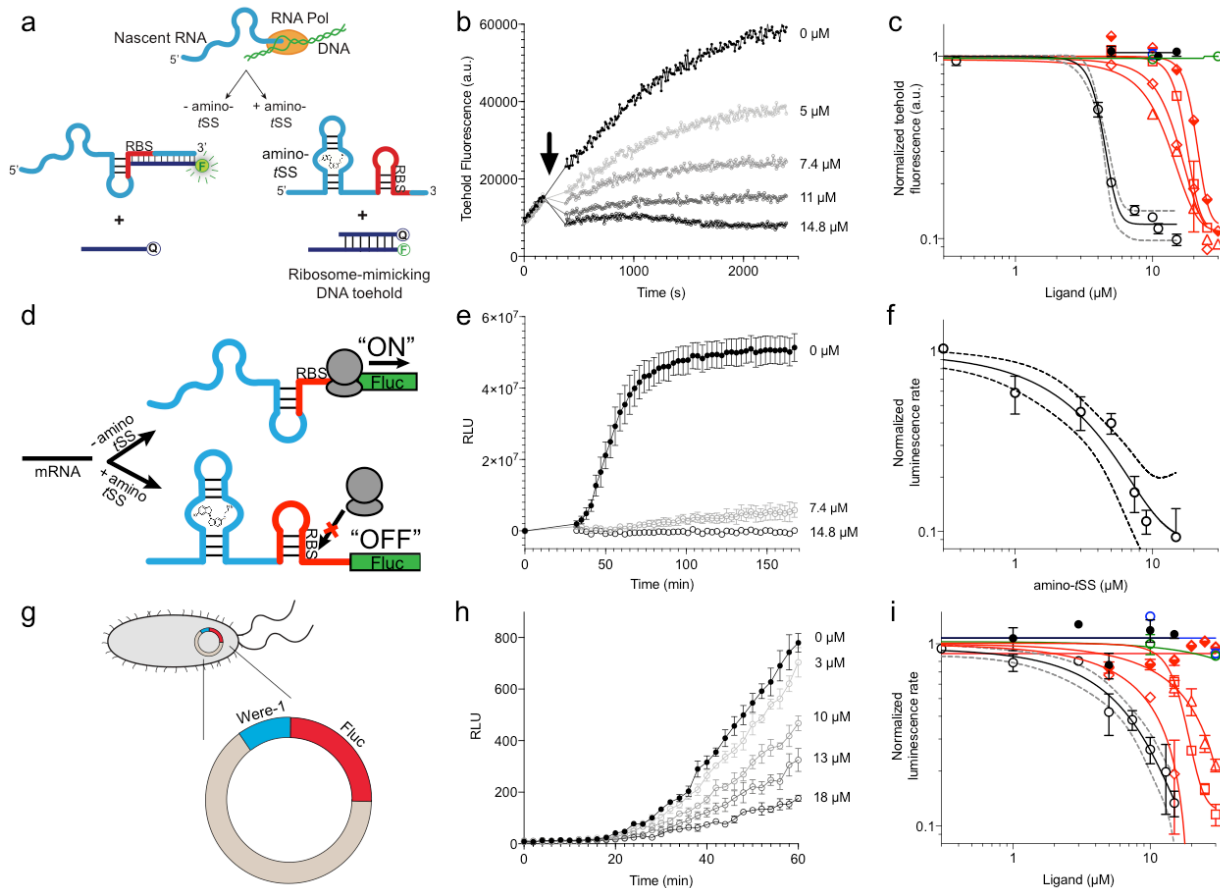 a
RNA Pol
Nascent RNA
DNA
5'
- amino-
tSS
+ amino-
tSS
RBS
3'
F
5'
amino-
tSS
RBS
5'
3
+
+
Q
Q
F
Ribosome-mimicking
DNA toehold
b
Toehold Fluorescence (a.u.)
60000
40000
20000
0
0
1000
2000
Time (s)
0 µM
5 µM
7.4 µM
11 µM
14.8 µM
c
Normalized toehold
fluorescence (a.u.)
1
0.1
1
10
Ligand (µM)
d
mRNA
- amino
tSS
+ amino
tSS
RBS
"ON"
Fluc
RBS
"OFF"
Fluc
e
RLU
6×10⁷
4×10⁷
2×10⁷
0
0
50
100
150
Time (min)
0 µM
7.4 µM
14.8 µM
f
Normalized
luminescence rate
1
0.1
1
10
amino-tSS (µM)
g
Were-1
Fluc
h
RLU
800
600
400
200
0
0
20
40
60
Time (min)
0 µM
3 µM
10 µM
13 µM
18 µM
i
Normalized
luminescence rate
1
0.1
1
10
Ligand (µM)